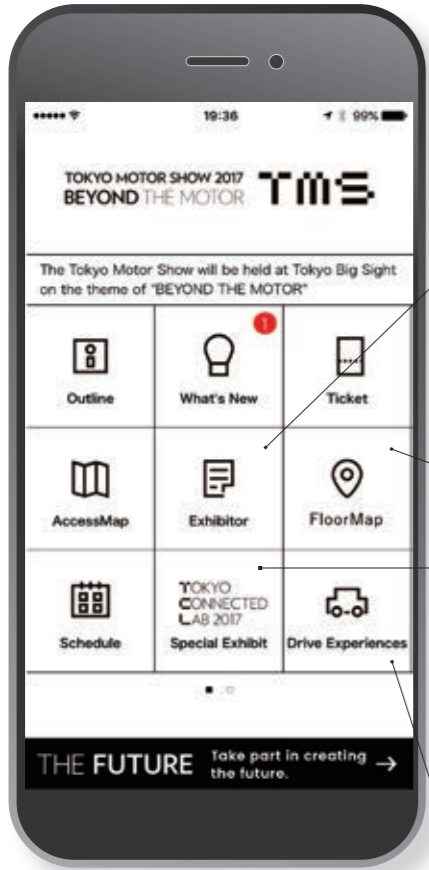 19:36
99%
TOKYO MOTOR SHOW 2017
BEYOND THE MOTOR
TMS
The Tokyo Motor Show will be held at Tokyo Big Sight
on the theme of "BEYOND THE MOTOR"
1
Outline
What's New
Ticket
AccessMap
Exhibitor
FloorMap
TOKYO
CONNECTED
LAB 2017
Schedule
Special Exhibit
Drive Experiences
THE FUTURE
Take part in creating
the future.